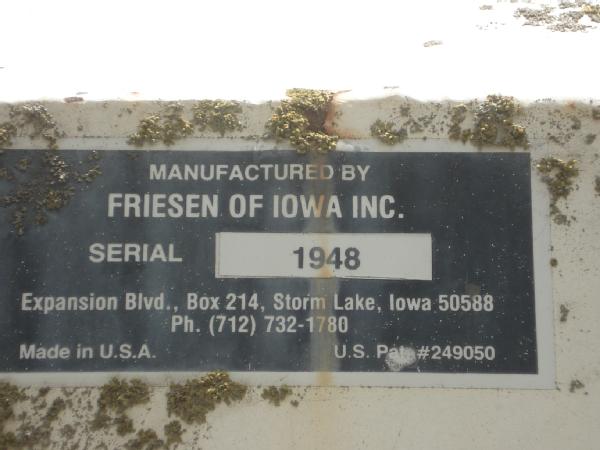 MANUFACTURED BY
FRIESEN OF IOWA INC.
SERIAL 1948
Expansion Blvd., Box 214, Storm Lake, Iowa 50588
Ph. (712) 732-1780
Made in U.S.A. U.S. Pat. #249050